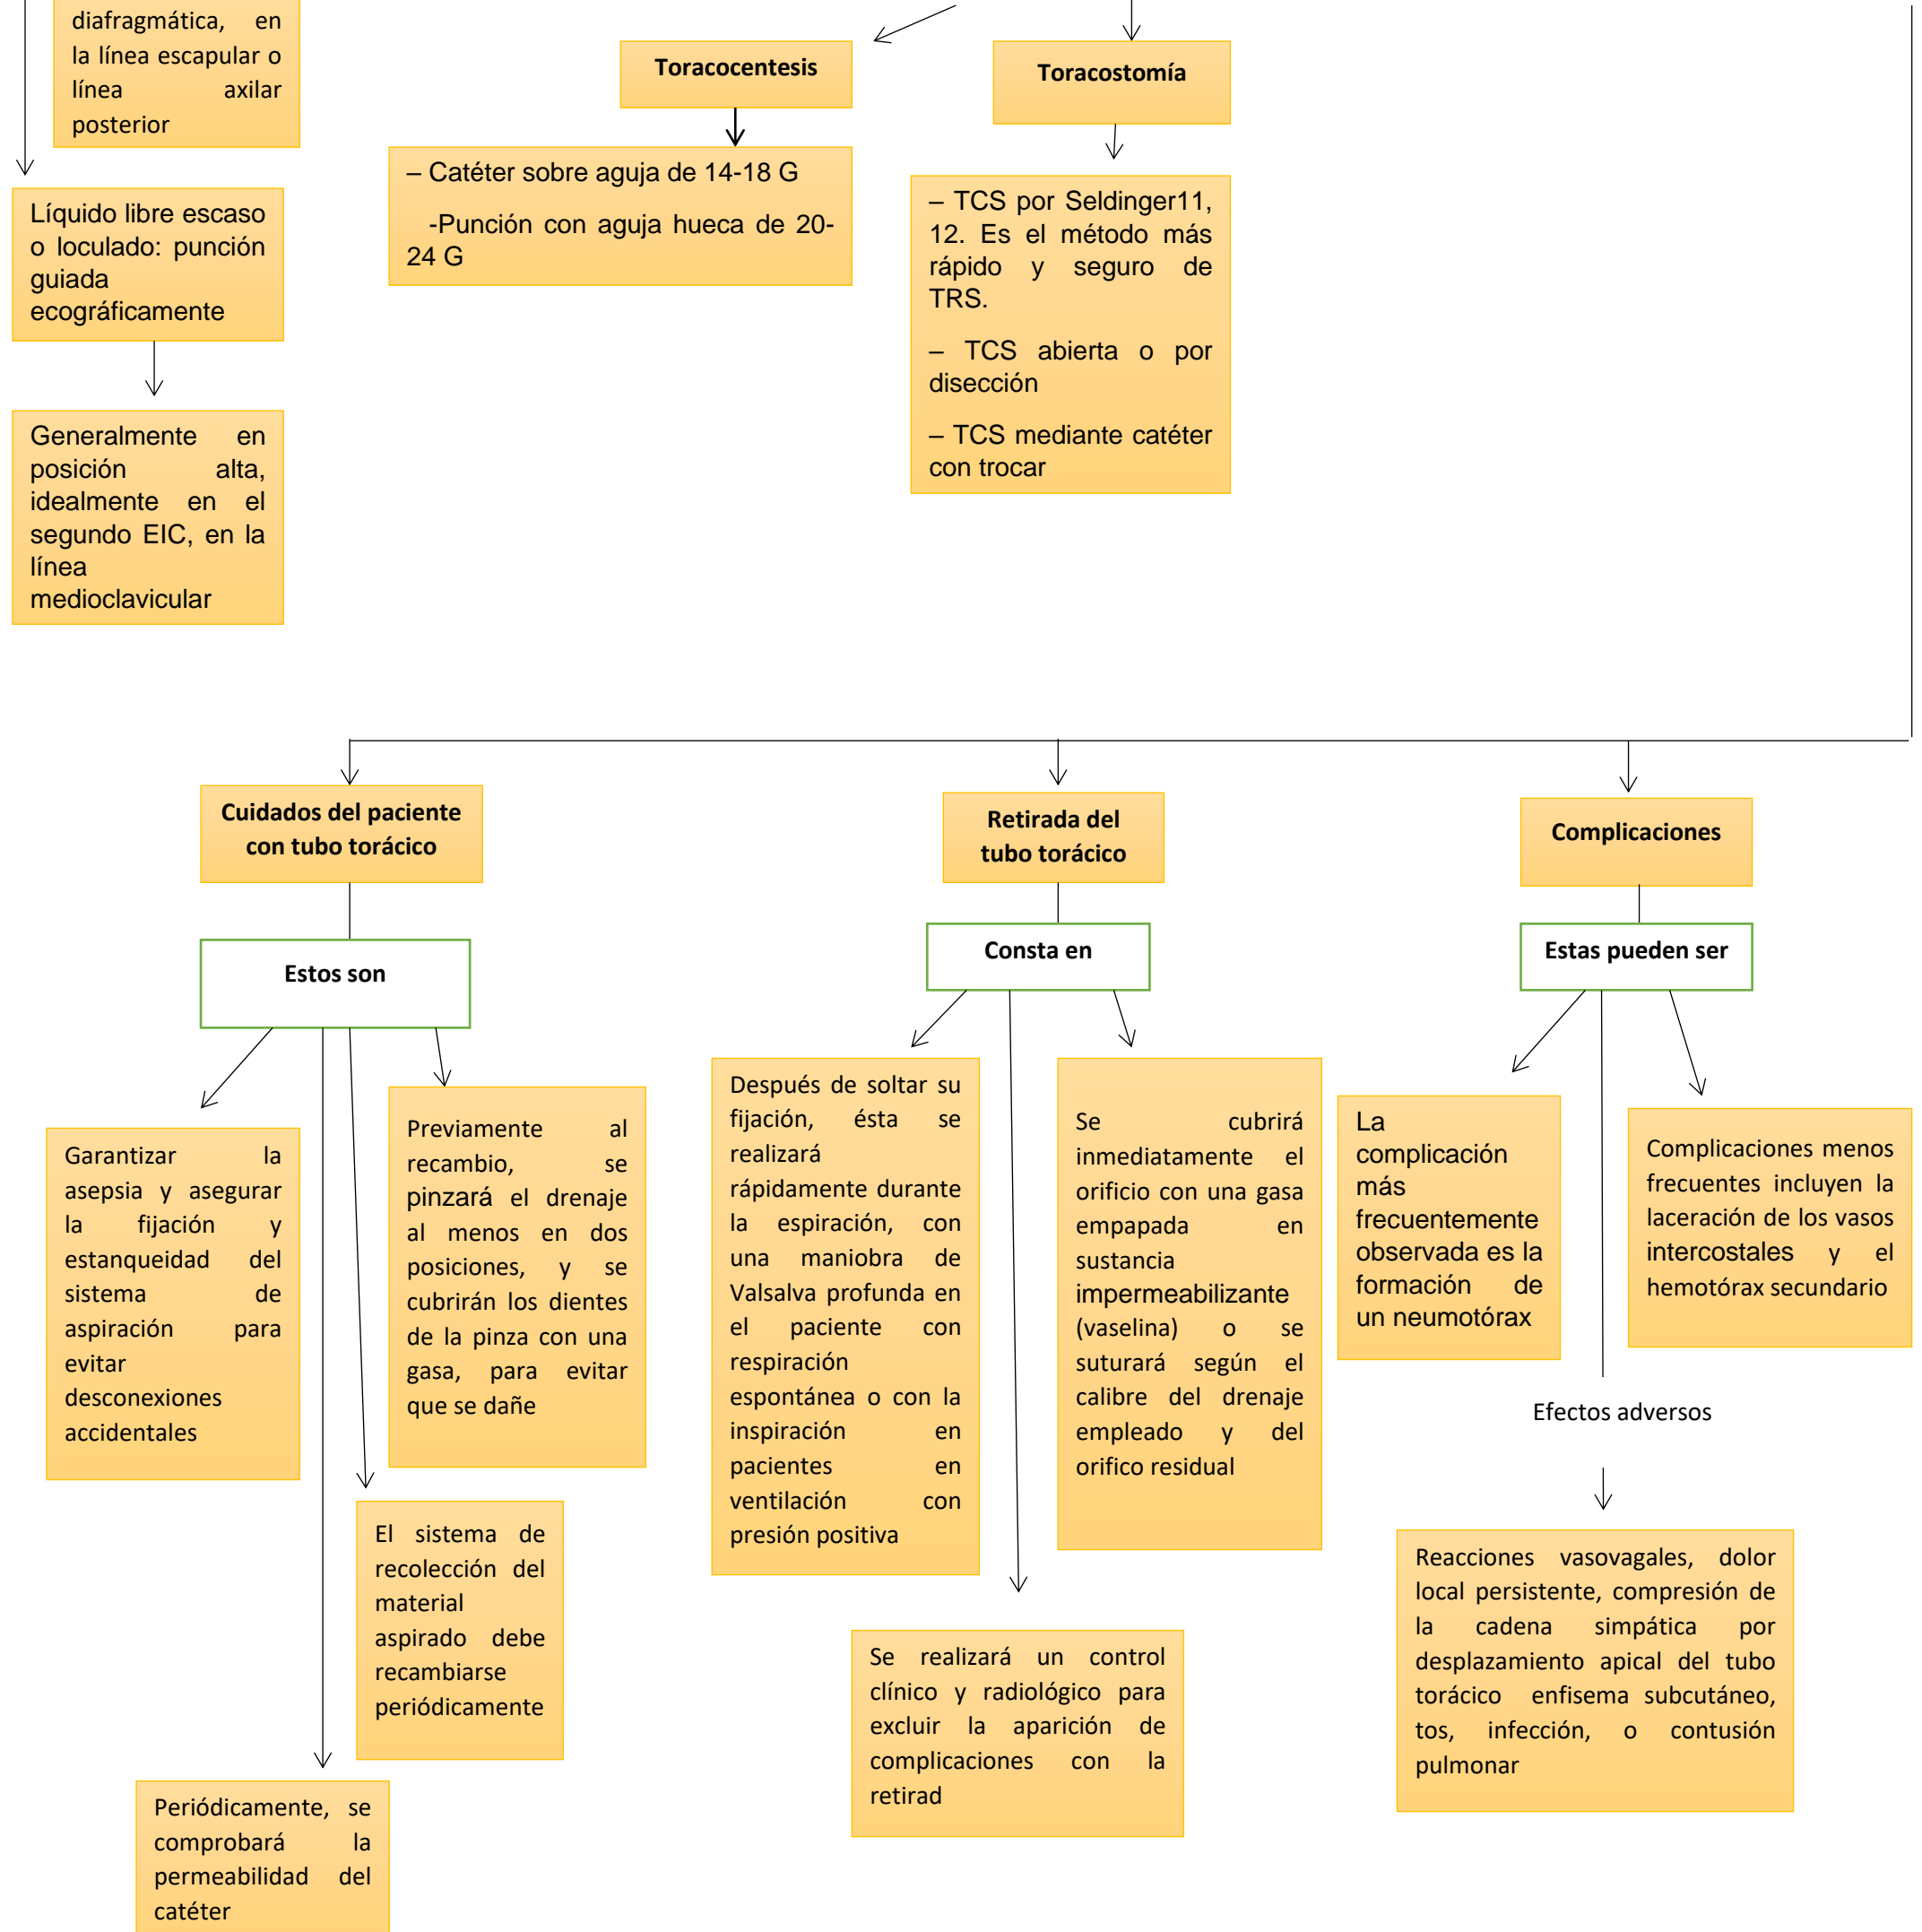 diafragmática, en
la línea escapular o
línea axilar
posterior
Líquido libre escaso
o loculado: punción
guiada
ecográficamente
Generalmente en
posición alta,
idealmente en el
segundo EIC, en la
línea
medioclavicular
Toracocentesis
– Catéter sobre aguja de 14-18 G
-Punción con aguja hueca de 20-
24 G
Toracostomía
– TCS por Seldinger11,
12. Es el método más
rápido y seguro de
TRS.
– TCS abierta o por
disección
– TCS mediante catéter
con trocar
Cuidados del paciente
con tubo torácico
Estos son
Garantizar la
asepsia y asegurar
la fijación y
estanqueidad del
sistema de
aspiración para
evitar
desconexiones
accidentales
Previamente al
recambio, se
pinzará el drenaje
al menos en dos
posiciones, y se
cubrirán los dientes
de la pinza con una
gasa, para evitar
que se dañe
El sistema de
recolección del
material
aspirado debe
recambiarse
periódicamente
Periódicamente, se
comprobará la
permeabilidad del
catéter
Retirada del
tubo torácico
Consta en
Después de soltar su
fijación, ésta se
realizará
rápidamente durante
la espiración, con
una maniobra de
Valsalva profunda en
el paciente con
respiración
espontánea o con la
inspiración en
pacientes en
ventilación con
presión positiva
Se cubrirá
inmediatamente el
orificio con una gasa
empapada en
sustancia
impermeabilizante
(vaselina) o se
suturará según el
calibre del drenaje
empleado y del
orifico residual
Se realizará un control
clínico y radiológico para
excluir la aparición de
complicaciones con la
retirad
Complicaciones
Estas pueden ser
La
complicación
más
frecuentemente
observada es la
formación de
un neumotórax
Complicaciones menos
frecuentes incluyen la
laceración de los vasos
intercostales y el
hemotórax secundario
Efectos adversos
Reacciones vasovagales, dolor
local persistente, compresión de
la cadena simpática por
desplazamiento apical del tubo
torácico enfisema subcutáneo,
tos, infección, o contusión
pulmonar